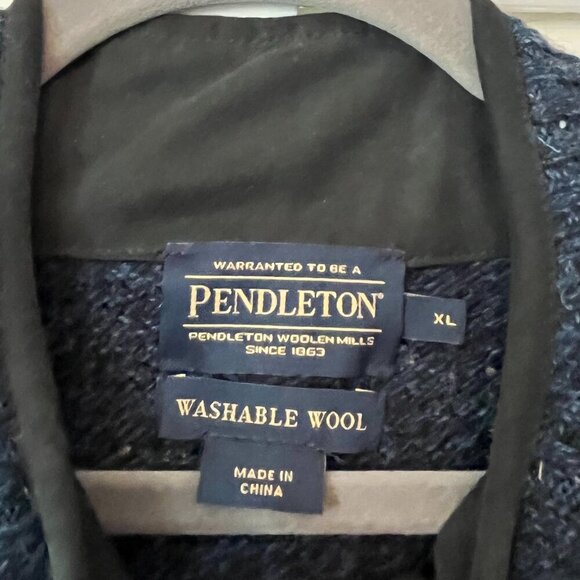 WARRANTED TO BE A
PENDLETON®
PENDLETON WOOLEN MILLS
SINCE 1863
XL
WASHABLE WOOL
MADE IN
CHINA